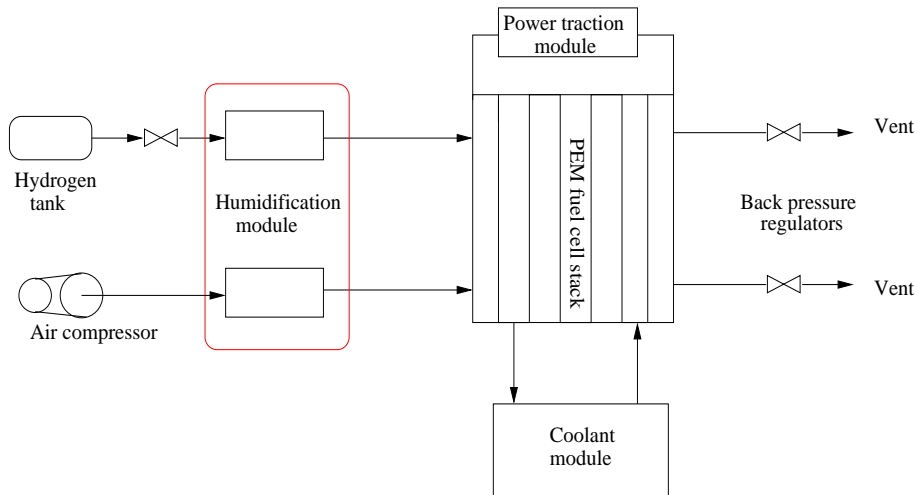 Power traction
module
Hydrogen
tank
Humidification
module
PEM fuel cell stack
Vent
Back pressure
regulators
Air compressor
Vent
Coolant
module